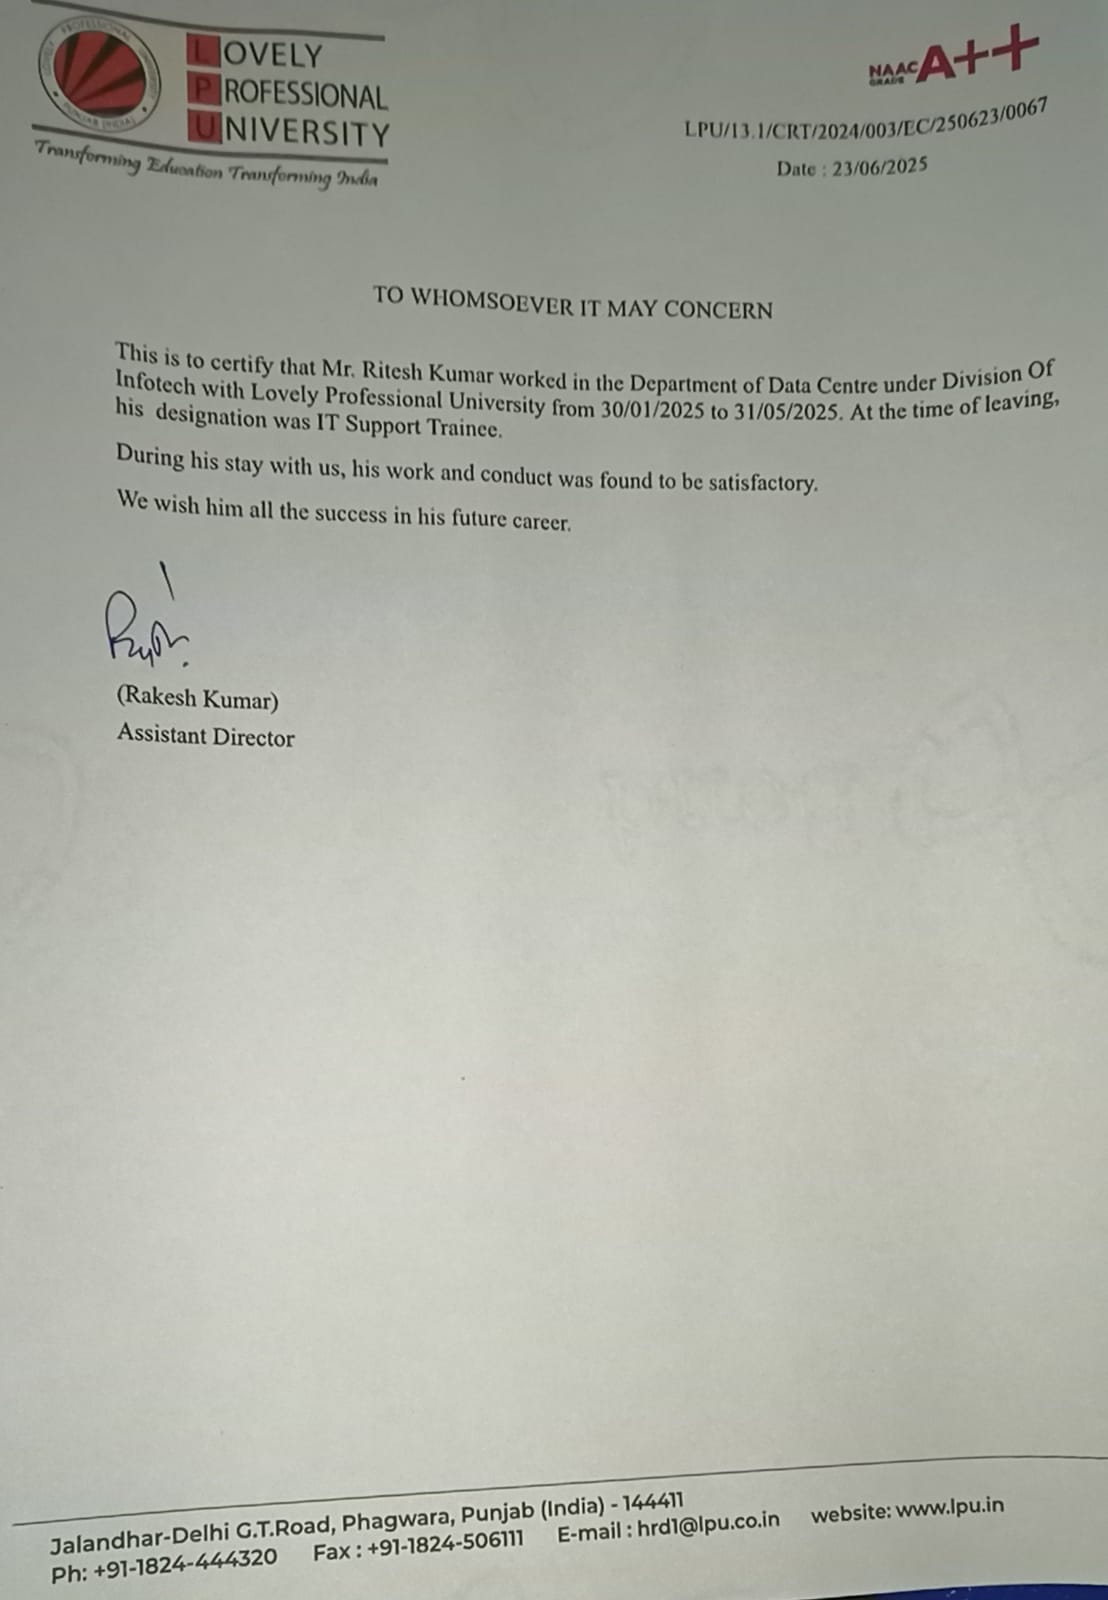 LOVELY
PROFESSIONAL
UNIVERSITY
Transforming Education Transforming India
NAAC
GRADE
A++
LPU/13.1/CRT/2024/003/EC/250623/0067
Date : 23/06/2025
TO WHOMSOEVER IT MAY CONCERN
This is to certify that Mr. Ritesh Kumar worked in the Department of Data Centre under Division Of
Infotech with Lovely Professional University from 30/01/2025 to 31/05/2025. At the time of leaving,
his designation was IT Support Trainee.
During his stay with us, his work and conduct was found to be satisfactory.
We wish him all the success in his future career.
(Rakesh Kumar)
Assistant Director
Jalandhar-Delhi G.T.Road, Phagwara, Punjab (India) - 144411
Ph: +91-1824-444320 Fax : +91-1824-506111 E-mail : hrd1@lpu.co.in website: www.lpu.in